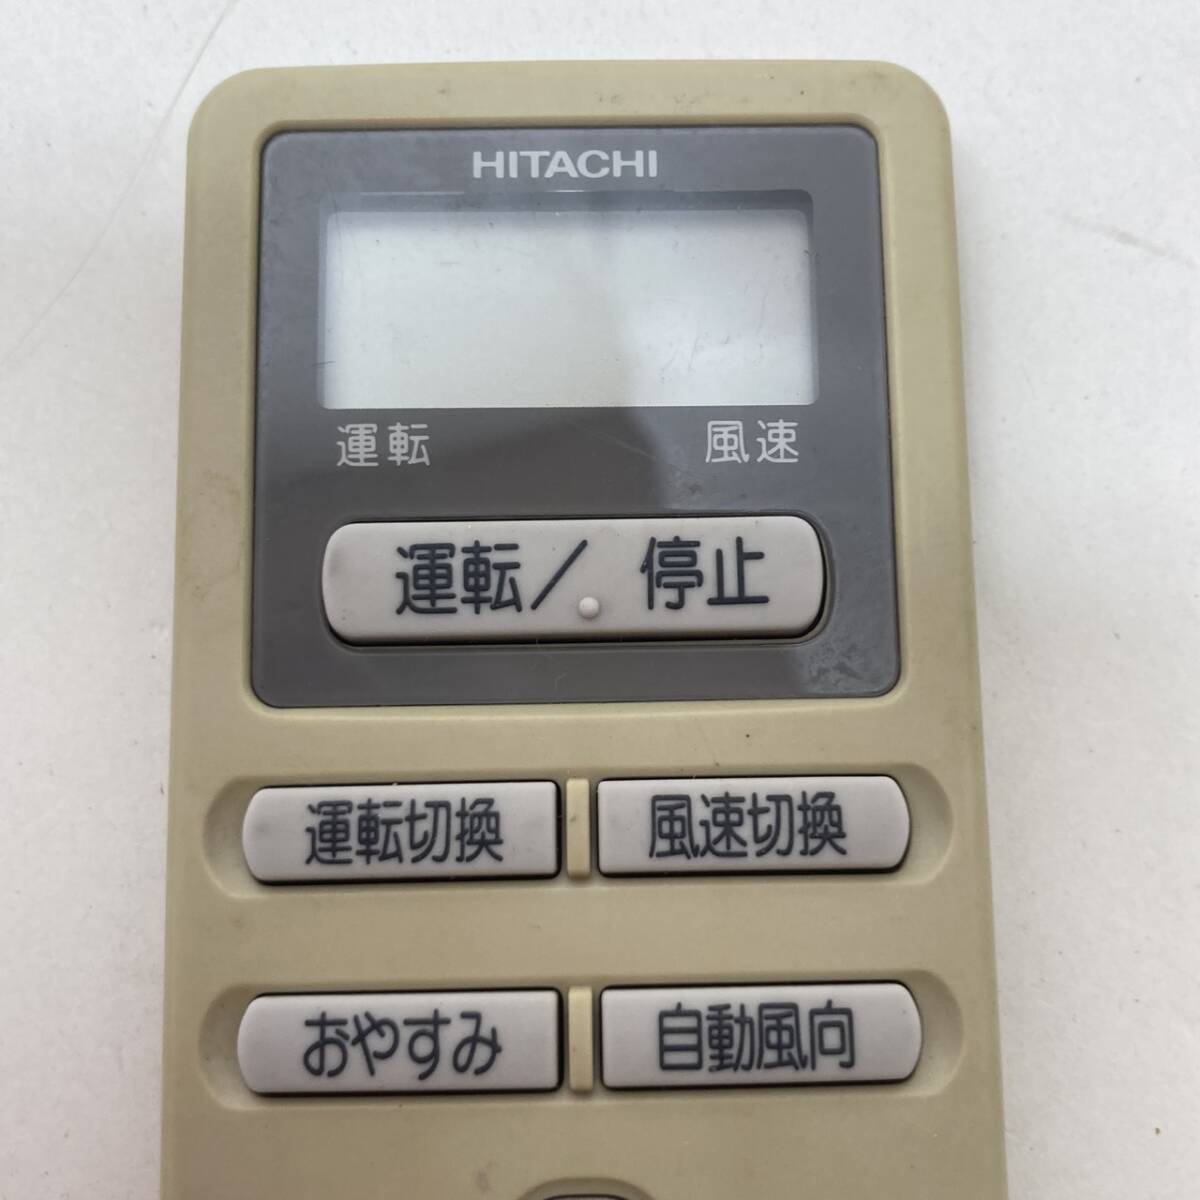 HITACHI
運転 風速
運転／停止
運転切換 風速切換
おやすみ 自動風向